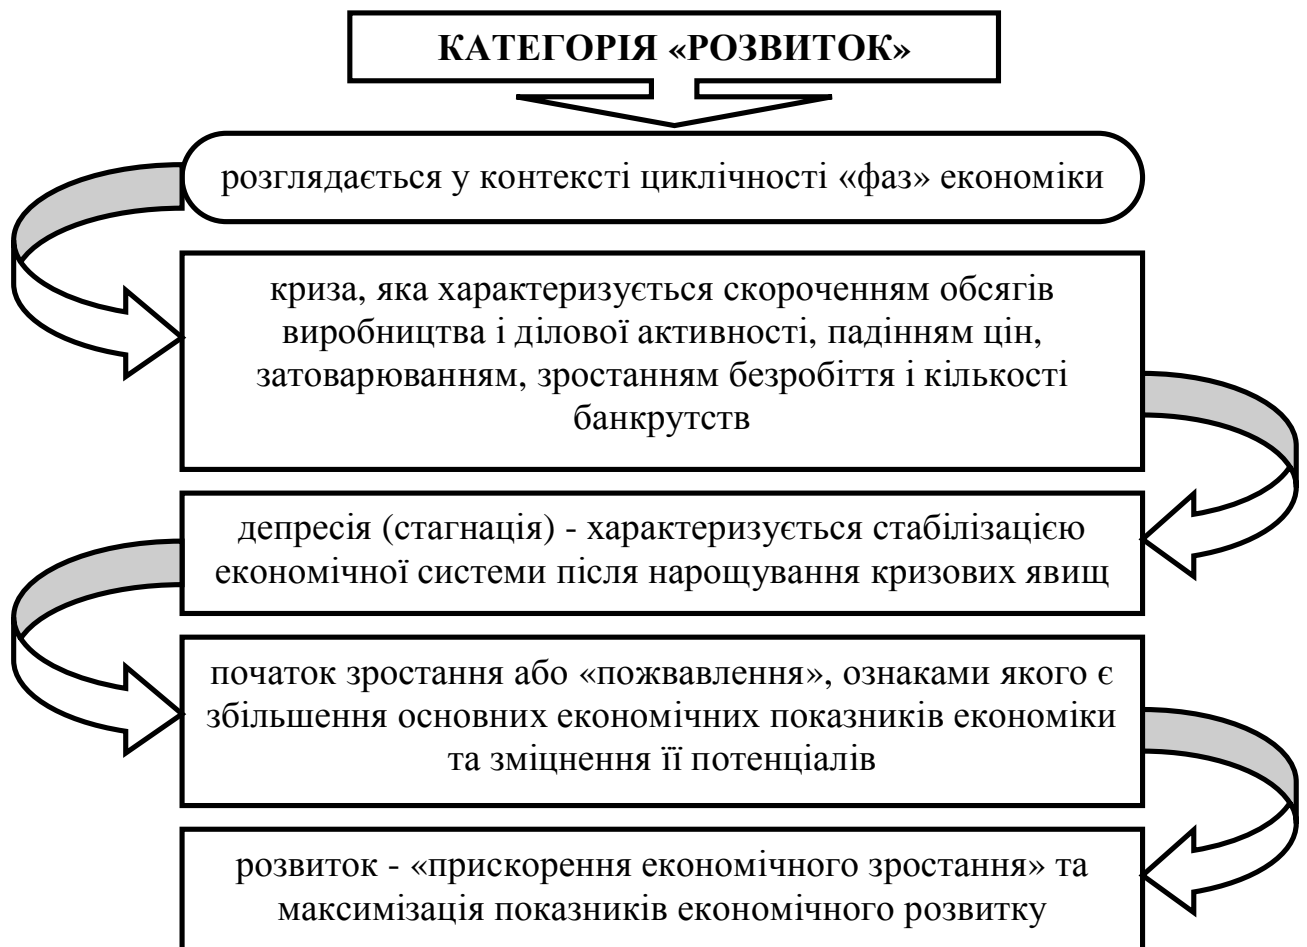 КАТЕГОРІЯ «РОЗВИТОК»
розглядається у контексті циклічності «фаз» економіки
криза, яка характеризується скороченням обсягів
виробництва і ділової активності, падінням цін,
затоварюванням, зростанням безробіття і кількості
банкрутств
депресія (стагнація) - характеризується стабілізацією
економічної системи після нарощування кризових явищ
початок зростання або «пожвавлення», ознаками якого є
збільшення основних економічних показників економіки
та зміцнення її потенціалів
розвиток - «прискорення економічного зростання» та
максимізація показників економічного розвитку